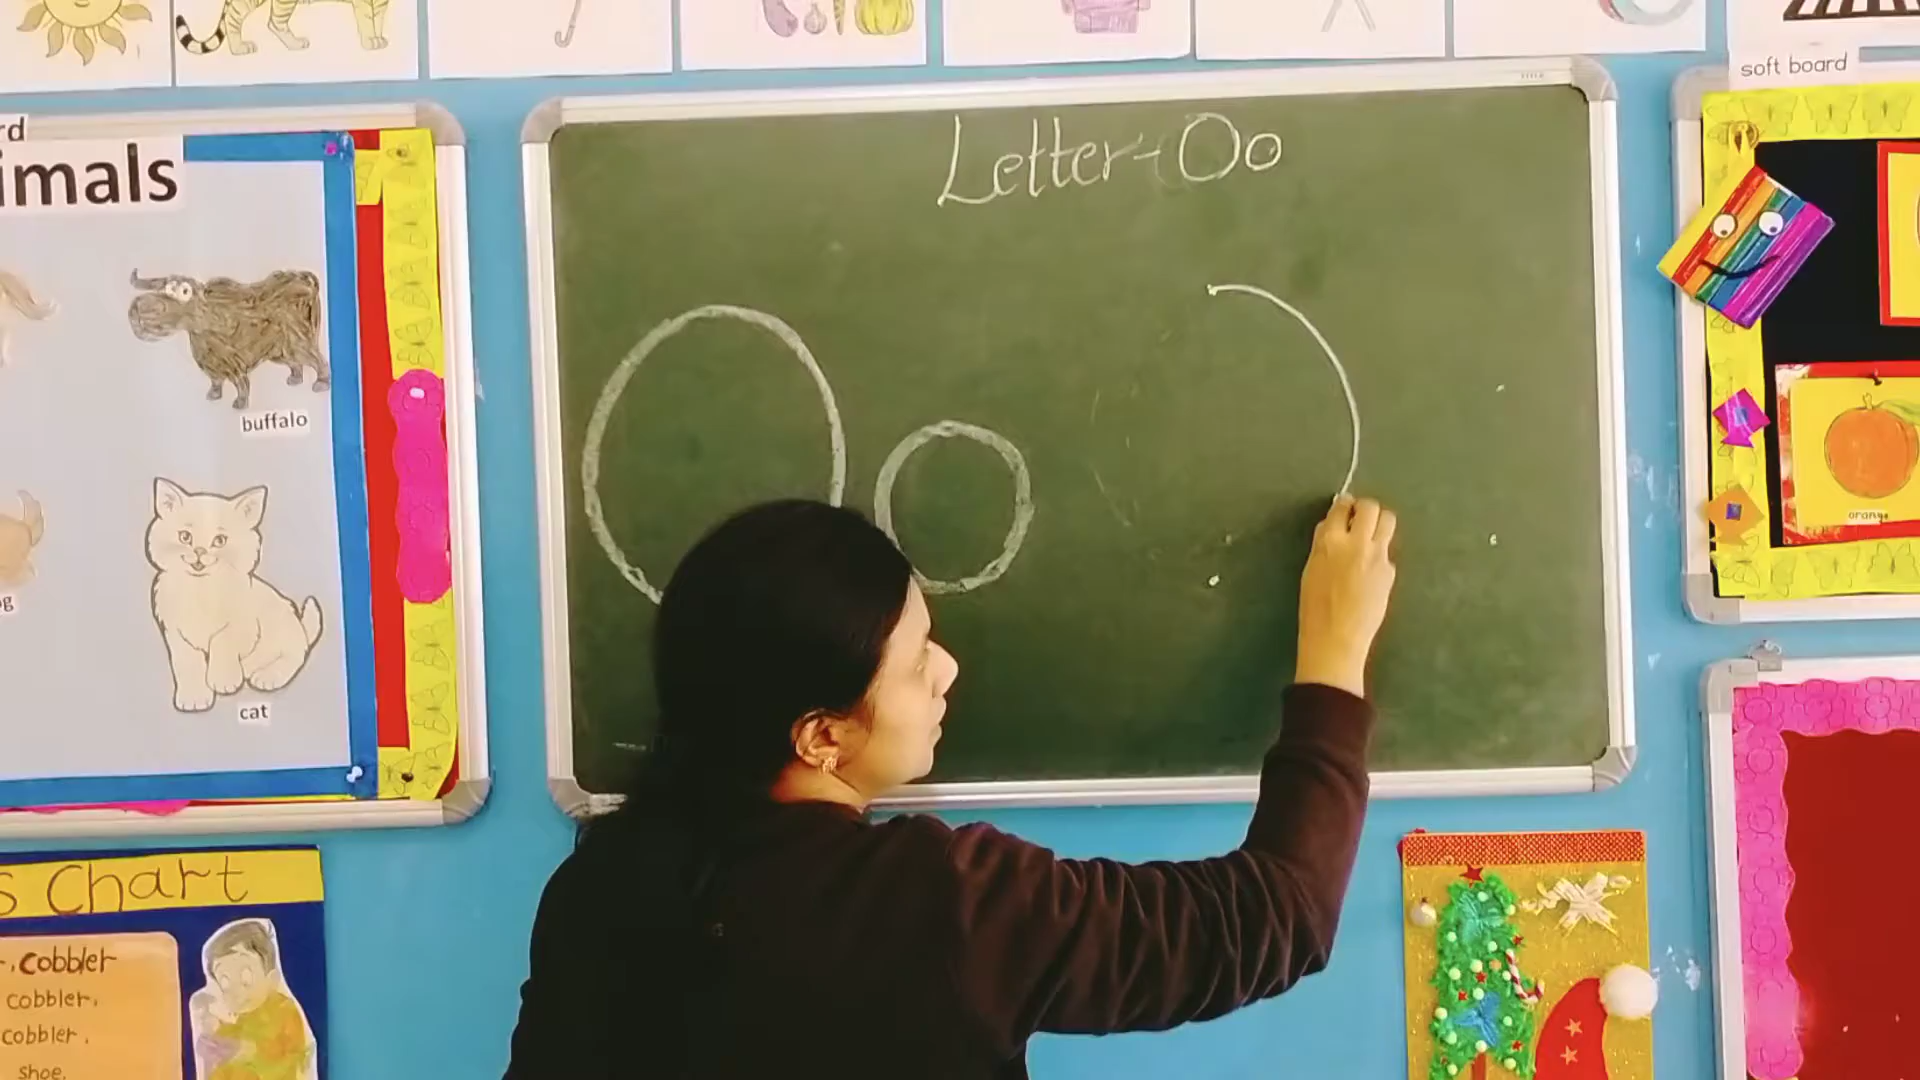 soft board
Letter-Oo
rd
imals
buffalo
cat
g
orange
s Chart
r, cobbler
cobbler,
cobbler,
shoe.